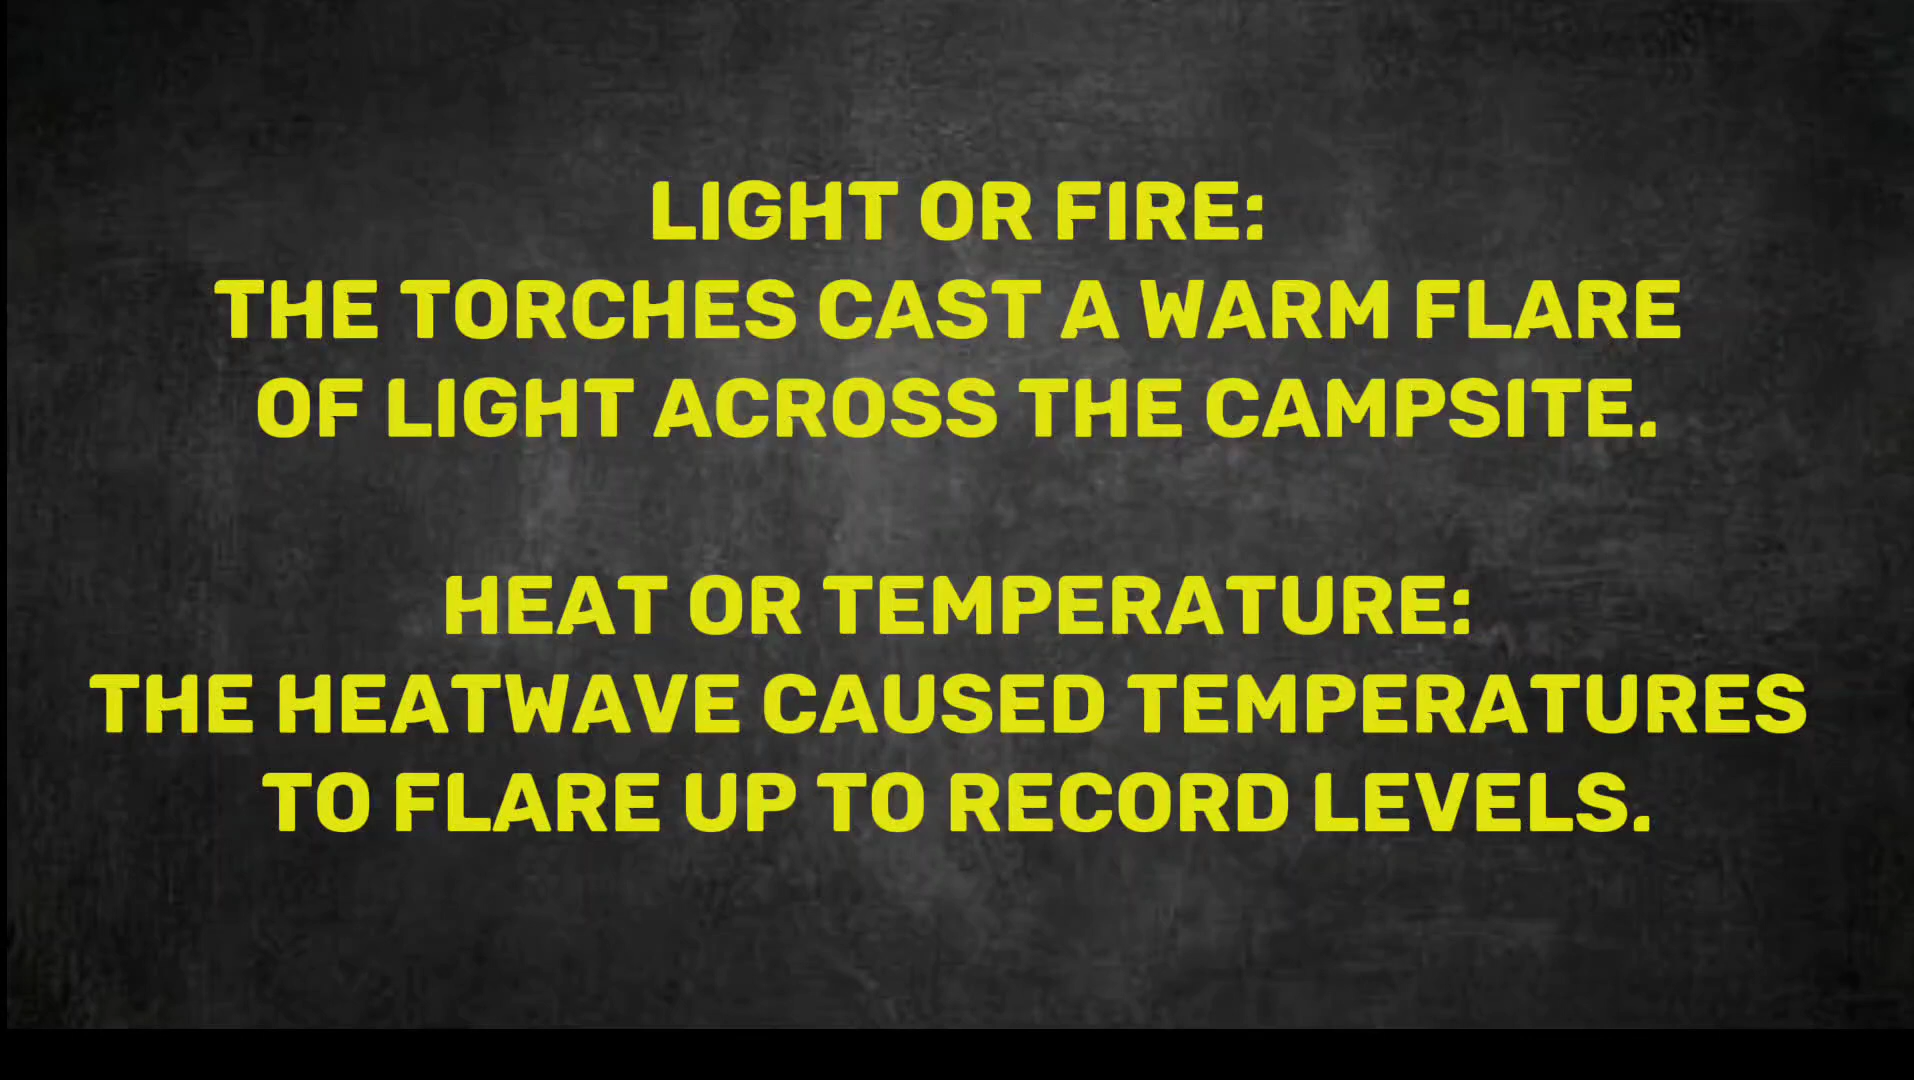 LIGHT OR FIRE:
THE TORCHES CAST A WARM FLARE
OF LIGHT ACROSS THE CAMPSITE.
HEAT OR TEMPERATURE:
THE HEATWAVE CAUSED TEMPERATURES
TO FLARE UP TO RECORD LEVELS.